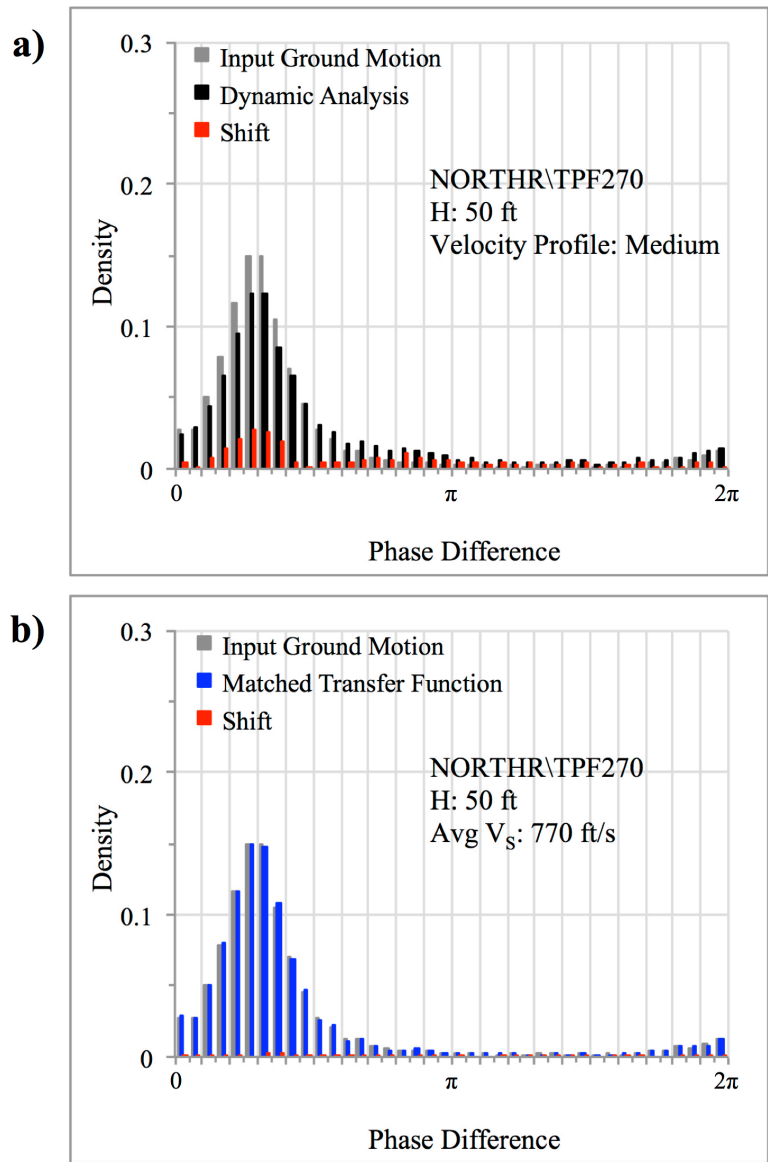 a)
0.3
Input Ground Motion
Dynamic Analysis
Shift
0.2
NORTHR\TPF270
H: 50 ft
Velocity Profile: Medium
Density
0.1
0
0
π
2π
Phase Difference
b)
0.3
Input Ground Motion
Matched Transfer Function
Shift
0.2
NORTHR\TPF270
H: 50 ft
Avg VS: 770 ft/s
Density
0.1
0
0
π
2π
Phase Difference